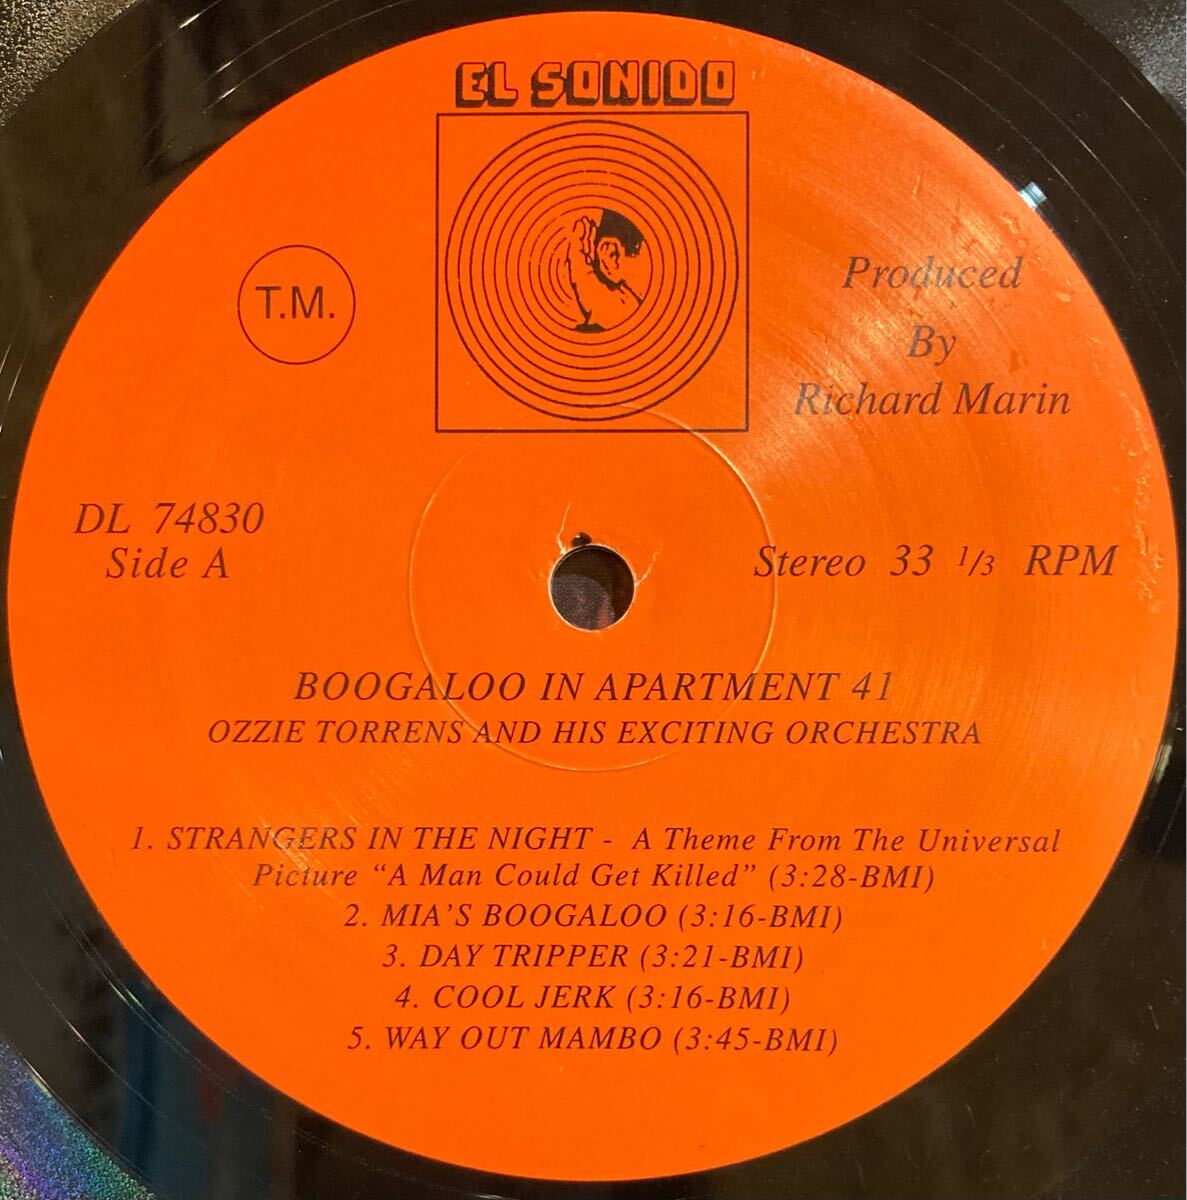 EL SONIDO
T.M.
Produced
By
Richard Marin
DL 74830
Side A
Stereo 33 1/3 RPM
BOOGALOO IN APARTMENT 41
OZZIE TORRENS AND HIS EXCITING ORCHESTRA
1. STRANGERS IN THE NIGHT - A Theme From The Universal
Picture “A Man Could Get Killed” (3:28-BMI)
2. MIA'S BOOGALOO (3:16-BMI)
3. DAY TRIPPER (3:21-BMI)
4. COOL JERK (3:16-BMI)
5. WAY OUT MAMBO (3:45-BMI)